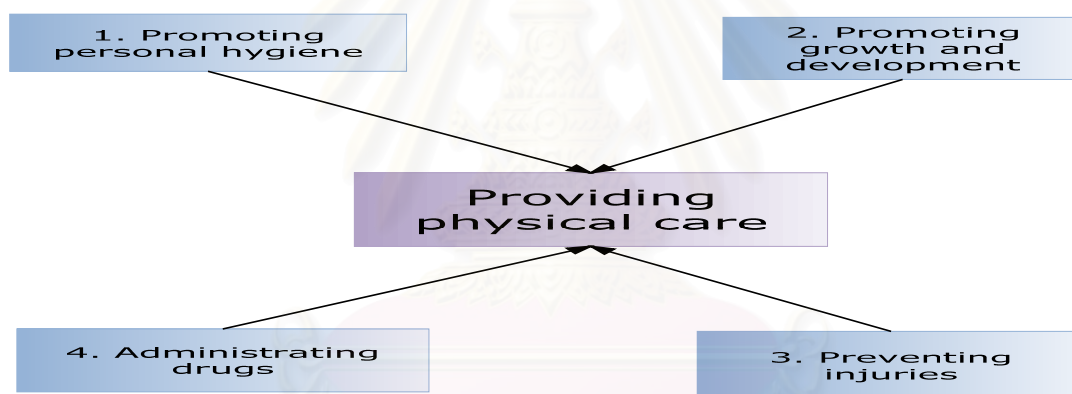 1. Promoting
personal hygiene
2. Promoting
growth and
development
Providing
physical care
4. Administrating
drugs
3. Preventing
injuries